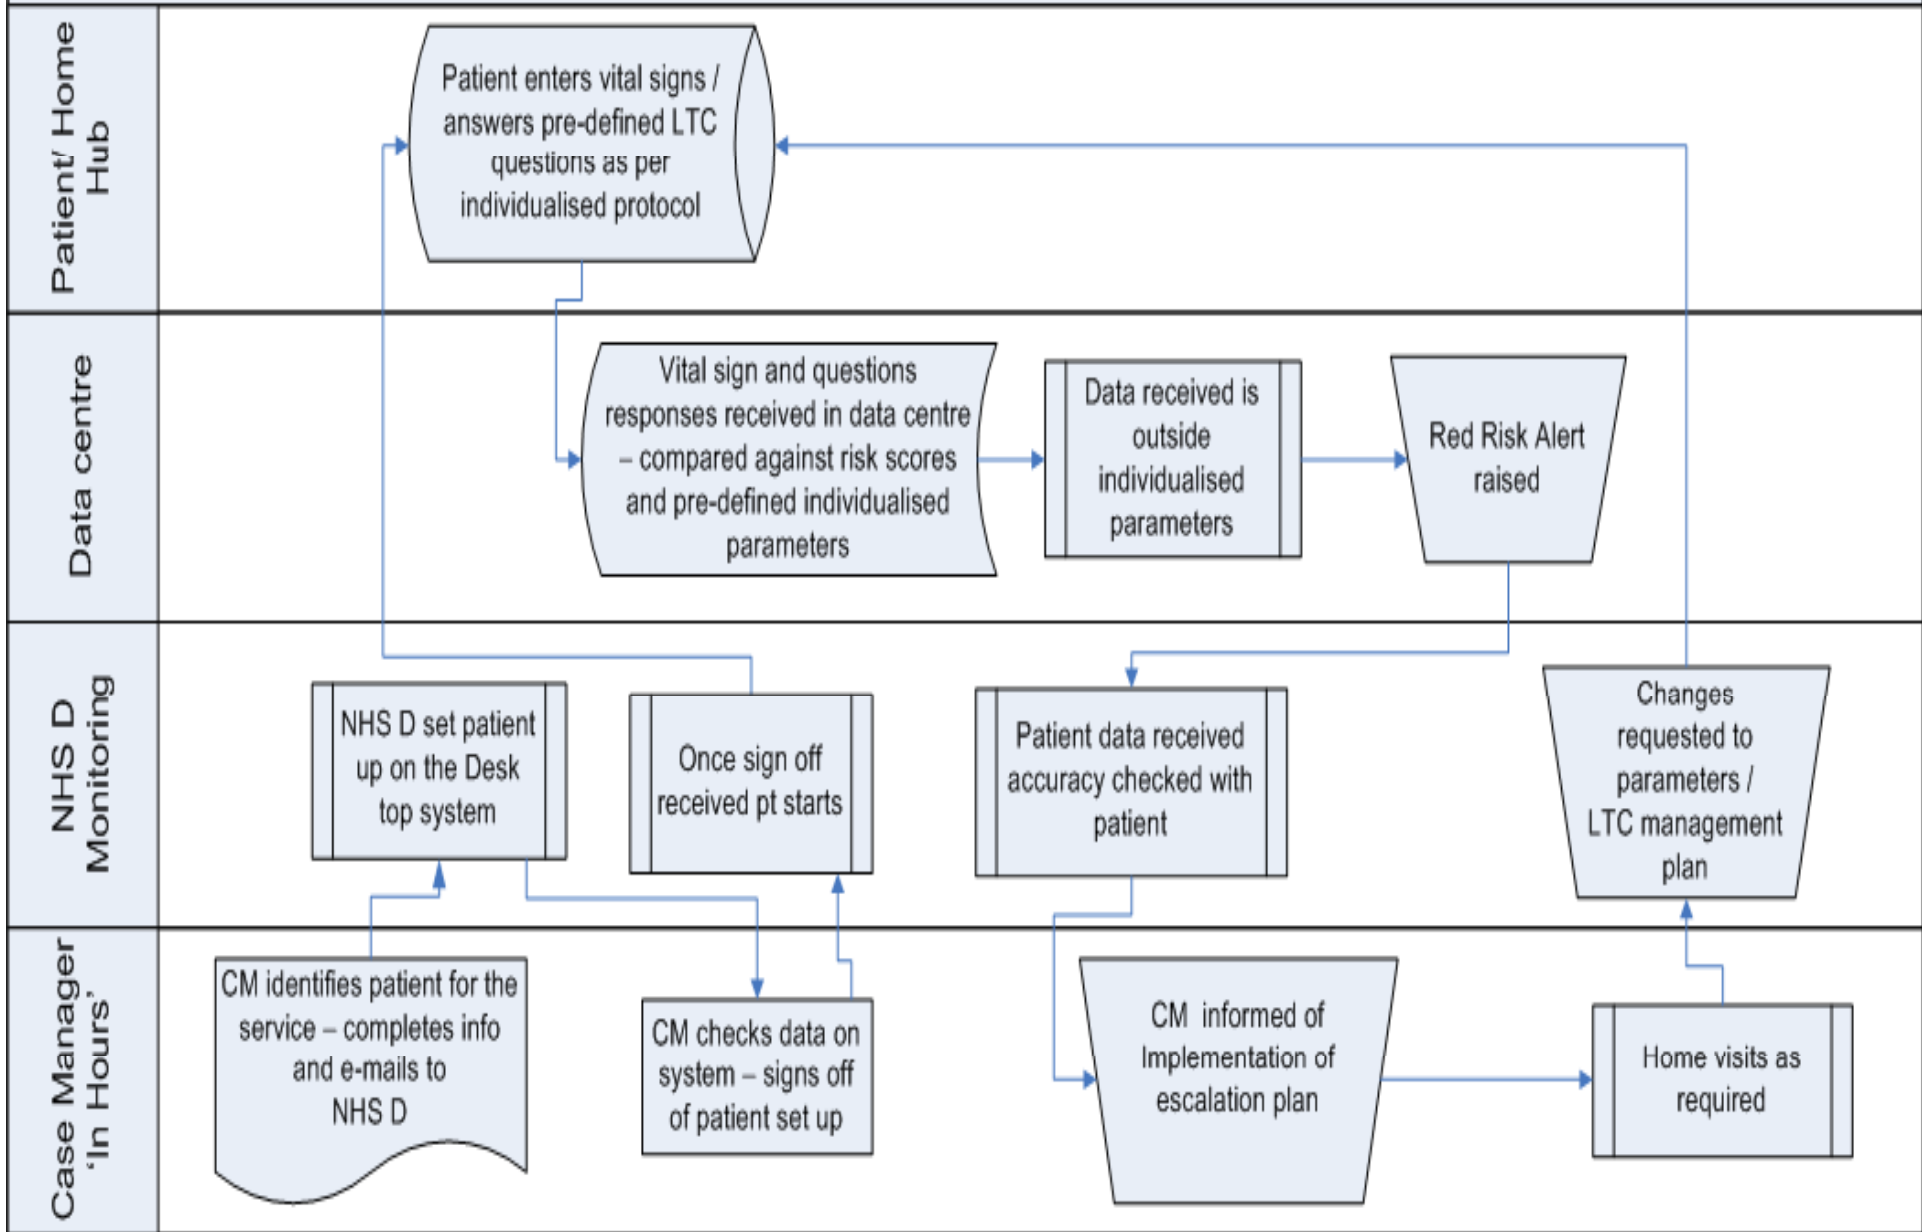 Patient/ Home
Hub
Patient enters vital signs /
answers pre-defined LTC
questions as per
individualised protocol
Data centre
Vital sign and questions
responses received in data centre
– compared against risk scores
and pre-defined individualised
parameters
Data received is
outside
individualised
parameters
Red Risk Alert
raised
NHS D
Monitoring
NHS D set patient
up on the Desk
top system
Once sign off
received pt starts
Patient data received
accuracy checked with
patient
Changes
requested to
parameters /
LTC management
plan
Case Manager
‘In Hours’
CM identifies patient for the
service – completes info
and e-mails to
NHS D
CM checks data on
system – signs off
of patient set up
CM informed of
Implementation of
escalation plan
Home visits as
required